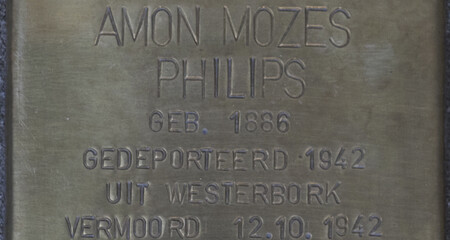 AMON MOZES
PHILIPS
GEB. 1886
GEDEPORTEERD 1942
UIT WESTERBORK
VERMOORD 12.10.1942